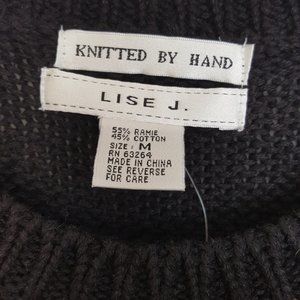 KNITTED BY HAND
LISE J.
55% RAMIE
45% COTTON
SIZE: M
RN 63264
MADE IN CHINA
SEE REVERSE
FOR CARE